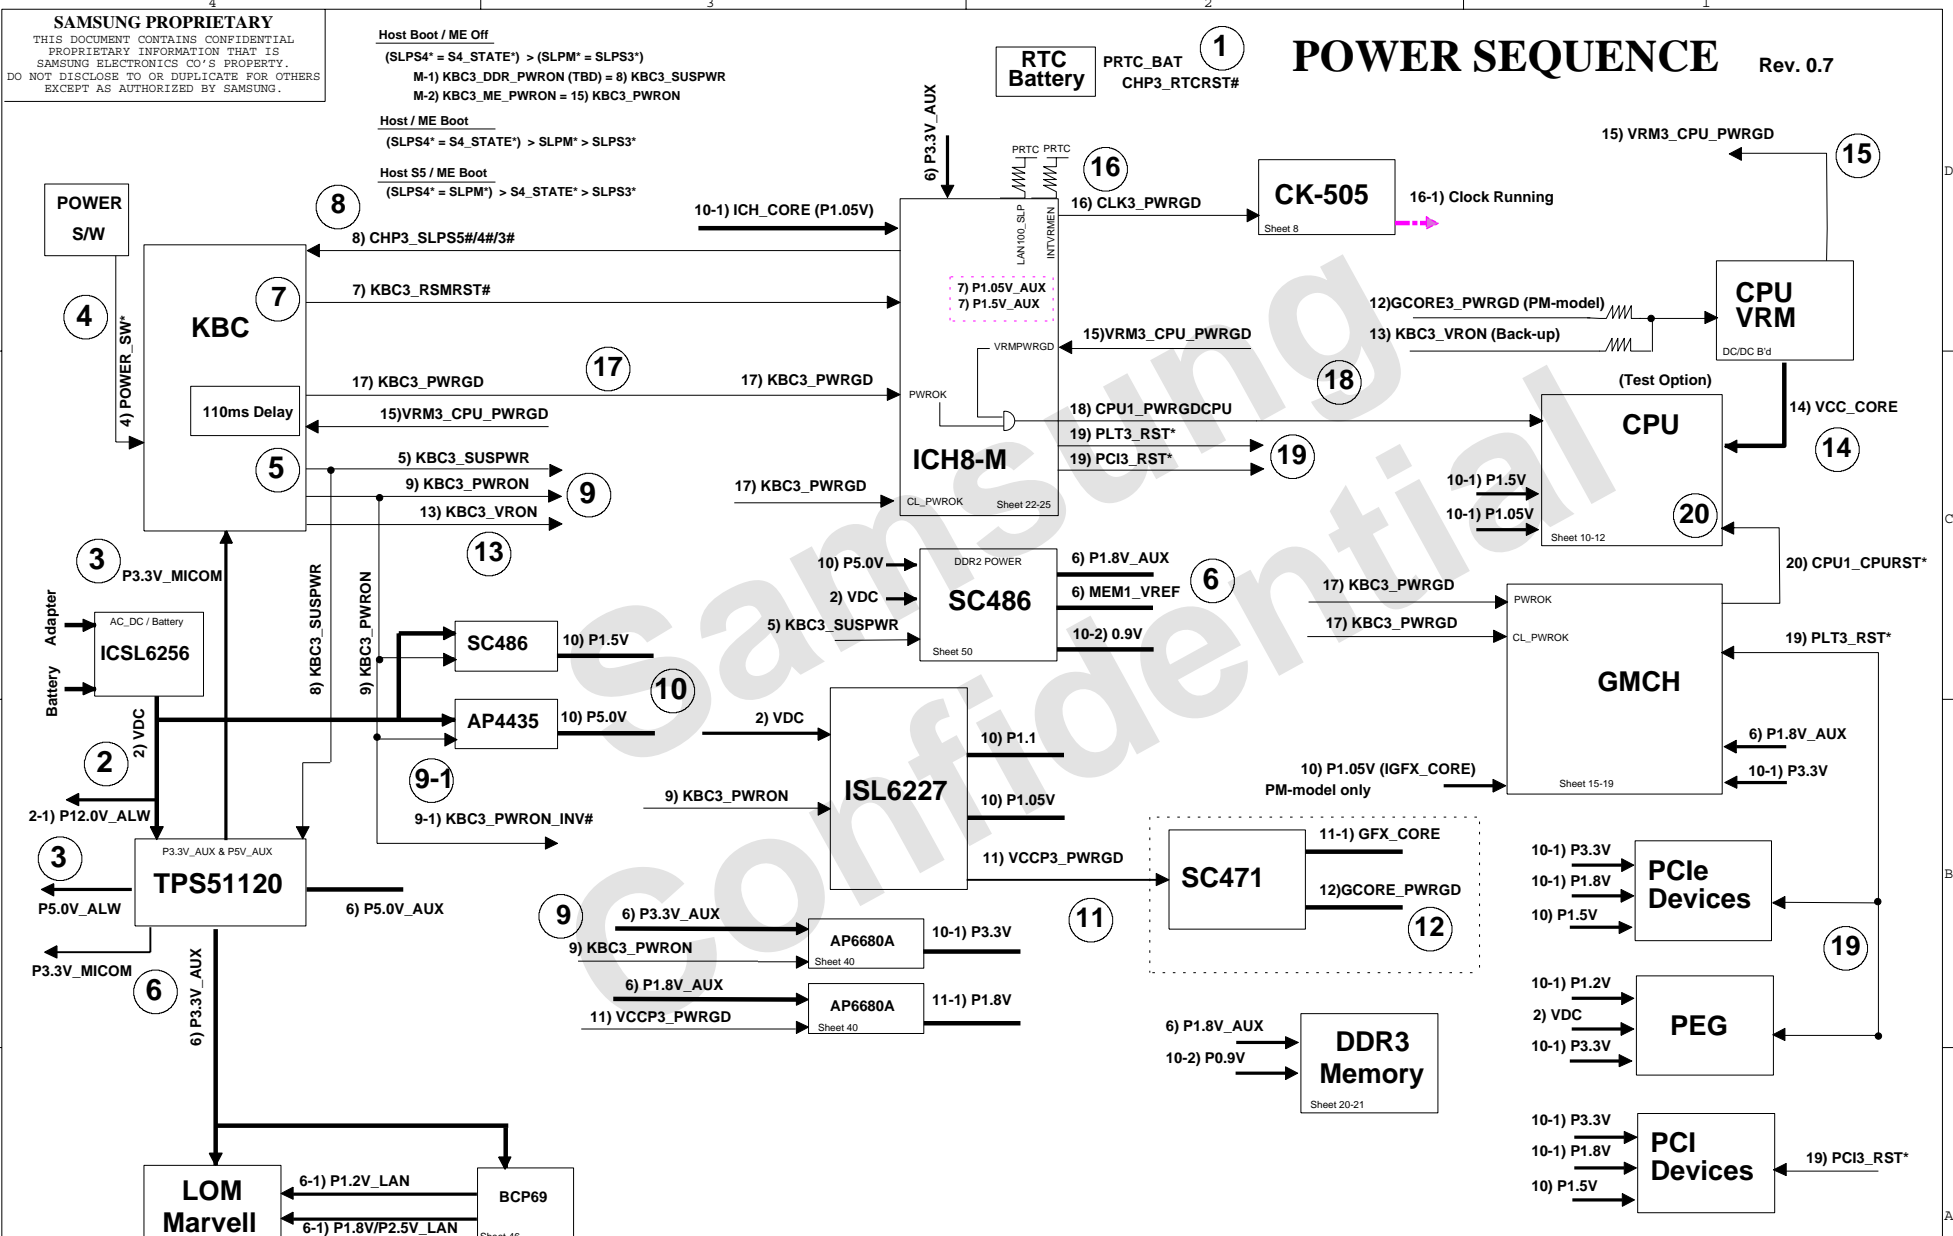 4 3 2 1
SAMSUNG PROPRIETARY
THIS DOCUMENT CONTAINS CONFIDENTIAL
PROPRIETARY INFORMATION THAT IS
SAMSUNG ELECTRONICS CO'S PROPERTY.
DO NOT DISCLOSE TO OR DUPLICATE FOR OTHERS
EXCEPT AS AUTHORIZED BY SAMSUNG.
Host Boot / ME Off
(SLPS4* = S4_STATE*) > (SLPM* = SLPS3*)
M-1) KBC3_DDR_PWRON (TBD) = 8) KBC3_SUSPWR
M-2) KBC3_ME_PWRON = 15) KBC3_PWRON
Host / ME Boot
(SLPS4* = S4_STATE*) > SLPM* > SLPS3*
Host S5 / ME Boot
(SLPS4* = SLPM*) > S4_STATE* > SLPS3*
RTC
Battery
PRTC_BAT
CHP3_RTCRST#
1
POWER SEQUENCE
Rev. 0.7
6) P3.3V_AUX
PRTC PRTC
16
16) CLK3_PWRGD
CK-505
Sheet 8
16-1) Clock Running
15) VRM3_CPU_PWRGD
15
D
POWER
S/W
8
8) CHP3_SLPS5#/4#/3#
10-1) ICH_CORE (P1.05V)
LAN100_SLP
INTVRMEN
7) P1.05V_AUX
7) P1.5V_AUX
4
4) POWER_SW*
KBC
7
7) KBC3_RSMRST#
12)GCORE3_PWRGD (PM-model)
13) KBC3_VRON (Back-up)
CPU
VRM
DC/DC B'd
VRMPWRGD
15)VRM3_CPU_PWRGD
17) KBC3_PWRGD
17
17) KBC3_PWRGD
PWROK
110ms Delay
15)VRM3_CPU_PWRGD
18
18) CPU1_PWRGDCPU
19) PLT3_RST*
19) PCI3_RST*
19
(Test Option)
CPU
14) VCC_CORE
14
5
5) KBC3_SUSPWR
9) KBC3_PWRON
9
13) KBC3_VRON
13
ICH8-M
17) KBC3_PWRGD
CL_PWROK
Sheet 22-25
10-1) P1.5V
10-1) P1.05V
20
Sheet 10-12
C
20) CPU1_CPURST*
3
P3.3V_MICOM
Adapter
Battery
AC_DC / Battery
ICSL6256
8) KBC3_SUSPWR
9) KBC3_PWRON
SC486
10) P1.5V
10
AP4435
10) P5.0V
10) P5.0V
2) VDC
5) KBC3_SUSPWR
DDR2 POWER
SC486
Sheet 50
6) P1.8V_AUX
6) MEM1_VREF
10-2) 0.9V
6
17) KBC3_PWRGD
17) KBC3_PWRGD
PWROK
CL_PWROK
GMCH
Sheet 15-19
19) PLT3_RST*
6) P1.8V_AUX
10-1) P3.3V
10) P1.05V (IGFX_CORE)
PM-model only
2) VDC
2
2-1) P12.0V_ALW
9-1
9-1) KBC3_PWRON_INV#
2) VDC
9) KBC3_PWRON
ISL6227
10) P1.1
10) P1.05V
11) VCCP3_PWRGD
11
SC471
11-1) GFX_CORE
12)GCORE_PWRGD
12
3
P5.0V_ALW
P3.3V_MICOM
P3.3V_AUX & P5V_AUX
TPS51120
6) P5.0V_AUX
6
6) P3.3V_AUX
9
6) P3.3V_AUX
9) KBC3_PWRON
AP6680A
Sheet 40
10-1) P3.3V
6) P1.8V_AUX
11) VCCP3_PWRGD
AP6680A
Sheet 40
11-1) P1.8V
10-1) P3.3V
10-1) P1.8V
10) P1.5V
PCIe
Devices
B
19
10-1) P1.2V
2) VDC
10-1) P3.3V
PEG
6) P1.8V_AUX
10-2) P0.9V
DDR3
Memory
Sheet 20-21
10-1) P3.3V
10-1) P1.8V
10) P1.5V
PCI
Devices
19) PCI3_RST*
LOM
Marvell
6-1) P1.2V_LAN
6-1) P1.8V/P2.5V_LAN
BCP69
Sheet 46
A
Samsung
Confidential